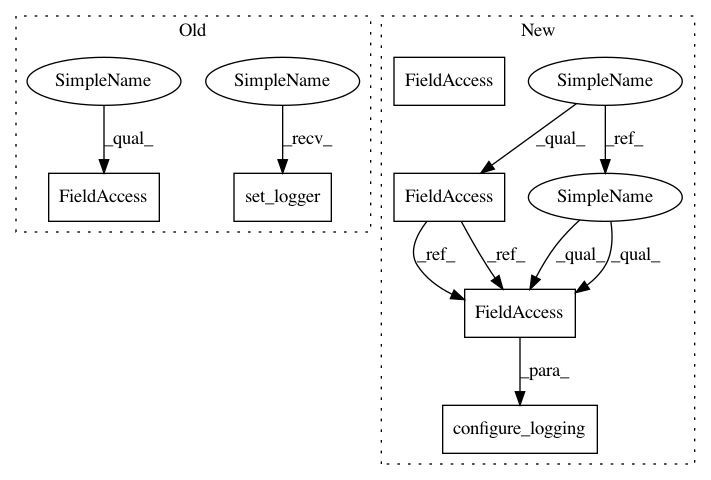 Old
New
SimpleName
SimpleName
FieldAccess
SimpleName
_qual_
_recv_
_qual_
_ref_
FieldAccess
set_logger
FieldAccess
SimpleName
_ref_
_ref_
_qual_
_qual_
FieldAccess
_para_
configure_logging